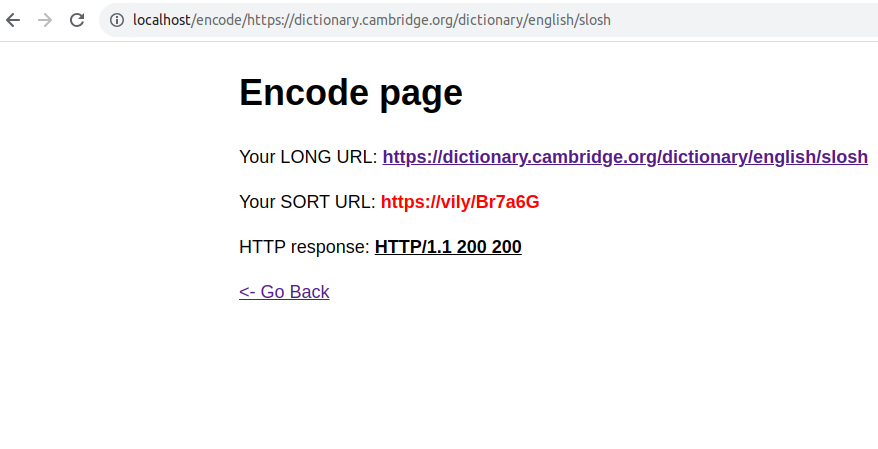 localhost/encode/https://dictionary.cambridge.org/dictionary/english/slosh
Encode page
Your LONG URL: https://dictionary.cambridge.org/dictionary/english/slosh
Your SORT URL: https://vily/Br7a6G
HTTP response: HTTP/1.1 200 200
<- Go Back